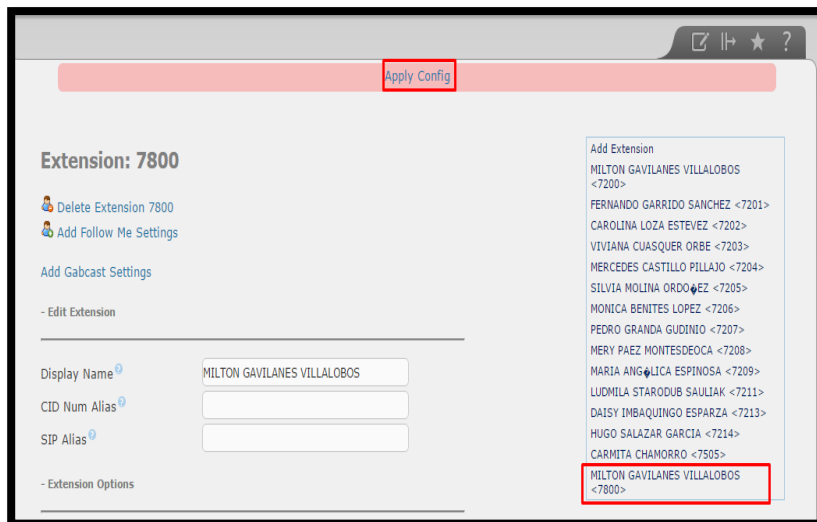 Apply Config
Extension: 7800
Delete Extension 7800
Add Follow Me Settings
Add Gabcast Settings
- Edit Extension
Display Name
MILTON GAVILANES VILLALOBOS
CID Num Alias
SIP Alias
- Extension Options
Add Extension
MILTON GAVILANES VILLALOBOS
<7200>
FERNANDO GARRIDO SANCHEZ <7201>
CAROLINA LOZA ESTEVEZ <7202>
VIVIANA CUASQUER ORBE <7203>
MERCEDES CASTILLO PILLAJO <7204>
SILVIA MOLINA ORDO�EZ <7205>
MONICA BENITES LOPEZ <7206>
PEDRO GRANDA GUDINIO <7207>
MERY PAEZ MONTESDEOCA <7208>
MARIA ANG�LICA ESPINOSA <7209>
LUDMILA STARODUB SAULIAK <7211>
DAISY IMBAQUINGO ESPARZA <7213>
HUGO SALAZAR GARCIA <7214>
CARMITA CHAMORRO <7505>
MILTON GAVILANES VILLALOBOS
<7800>